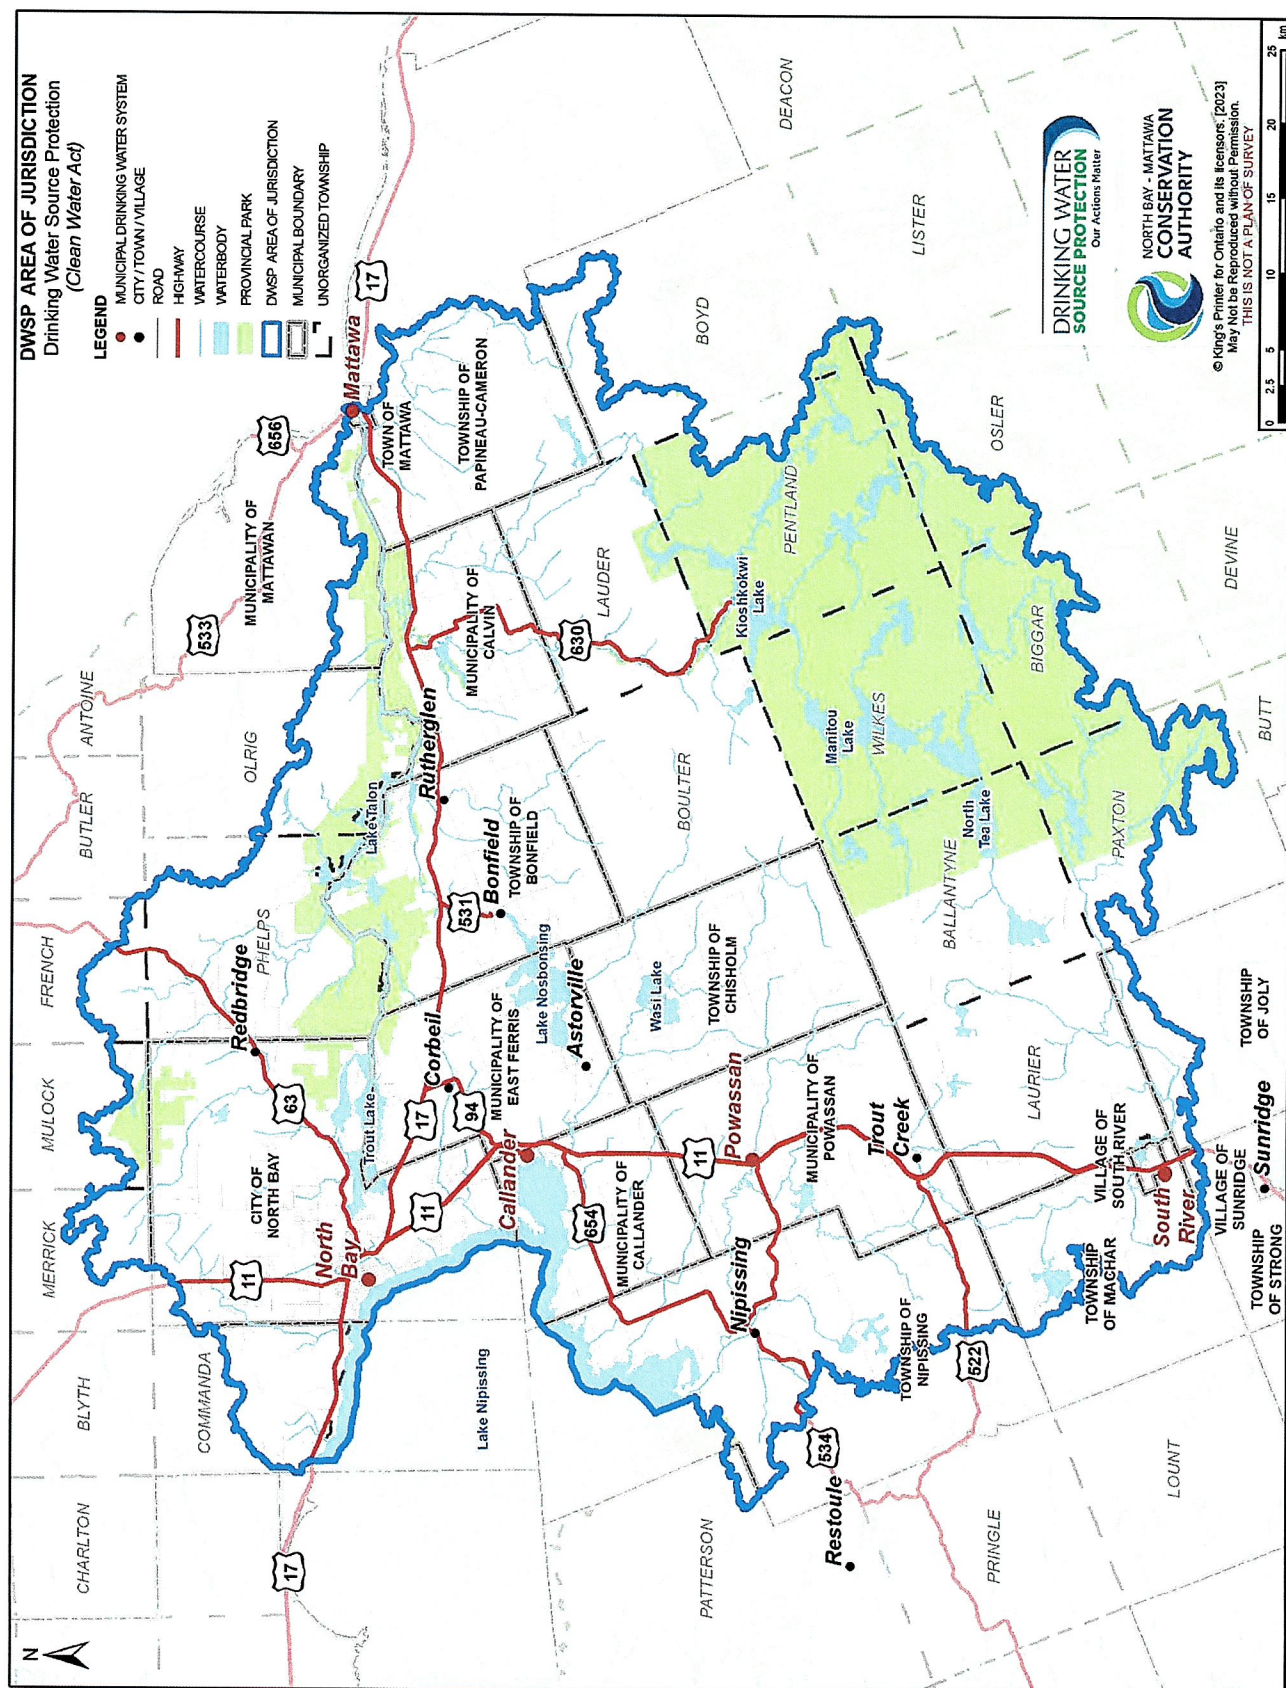 DWSP AREA OF JURISDICTION
Drinking Water Source Protection
(Clean Water Act)
LEGEND
MUNICIPAL DRINKING WATER SYSTEM
CITY / TOWN / VILLAGE
ROAD
HIGHWAY
WATERCOURSE
WATERBODY
PROVINCIAL PARK
DWSP AREA OF JURISDICTION
MUNICIPAL BOUNDARY
UNORGANIZED TOWNSHIP
N
CHARLTON
BLYTH
MERRICK
MULOCK
FRENCH
BUTLER
ANTOINE
COMMANDA
PHELPS
OLRIG
17
11
63
533
656
17
CITY OF
NORTH BAY
Redbridge
MUNICIPALITY OF
MATTAWAN
Mattawa
TOWN OF
MATTAWA
North
Bay
Trout Lake
Lake Talon
17
11
94
Corbeil
531
Rutherglen
TOWNSHIP OF
PAPINEAU-CAMERON
MUNICIPALITY OF
CALVIN
Lake Nipissing
Callander
MUNICIPALITY OF
EAST FERRIS
Bonfield
TOWNSHIP OF
BONFIELD
Lake Nosbonsing
Astorville
630
LAUDER
654
MUNICIPALITY OF
CALLANDER
Wasi Lake
BOULTER
BOYD
DEACON
PATTERSON
Nipissing
11
Powassan
TOWNSHIP OF
CHISHOLM
Kioshkokwi
Lake
PENTLAND
534
Restoule
MUNICIPALITY OF
POWASSAN
Manitou
Lake
WILKES
LISTER
TOWNSHIP OF
NIPISSING
Trout
Creek
BALLANTYNE
North
Tea Lake
OSLER
522
PRINGLE
LAURIER
BIGGAR
TOWNSHIP
OF MACHAR
VILLAGE OF
SOUTH RIVER
PAXTON
LOUNT
South
River
DEVINE
VILLAGE OF
SUNRIDGE
TOWNSHIP
OF JOLY
BUTT
TOWNSHIP
OF STRONG
Sunridge
DRINKING WATER
SOURCE PROTECTION
Our Actions Matter
NORTH BAY - MATTAWA
CONSERVATION
AUTHORITY
© King's Printer for Ontario and its licensors. [2023]
May Not be Reproduced without Permission.
THIS IS NOT A PLAN OF SURVEY
0 2.5 5 10 15 20 25
km